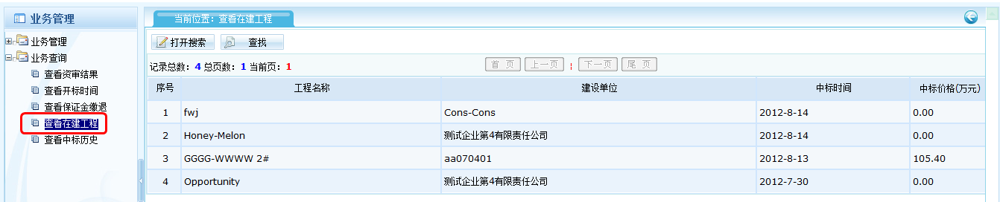 业务管理
业务管理
业务查询
查看资审结果
查看开标时间
查看保证金缴退
查看在建工程
查看中标历史
当前位置：查看在建工程
打开搜索 查找
记录总数：4 总页数：1 当前页：1 首 页 上一页 下一页 尾 页
序号 工程名称 建设单位 中标时间 中标价格(万元)
1 fwj Cons-Cons 2012-8-14 0.00
2 Honey-Melon 测试企业第4有限责任公司 2012-8-14 0.00
3 GGGG-WWWW 2# aa070401 2012-8-13 105.40
4 Opportunity 测试企业第4有限责任公司 2012-7-30 0.00